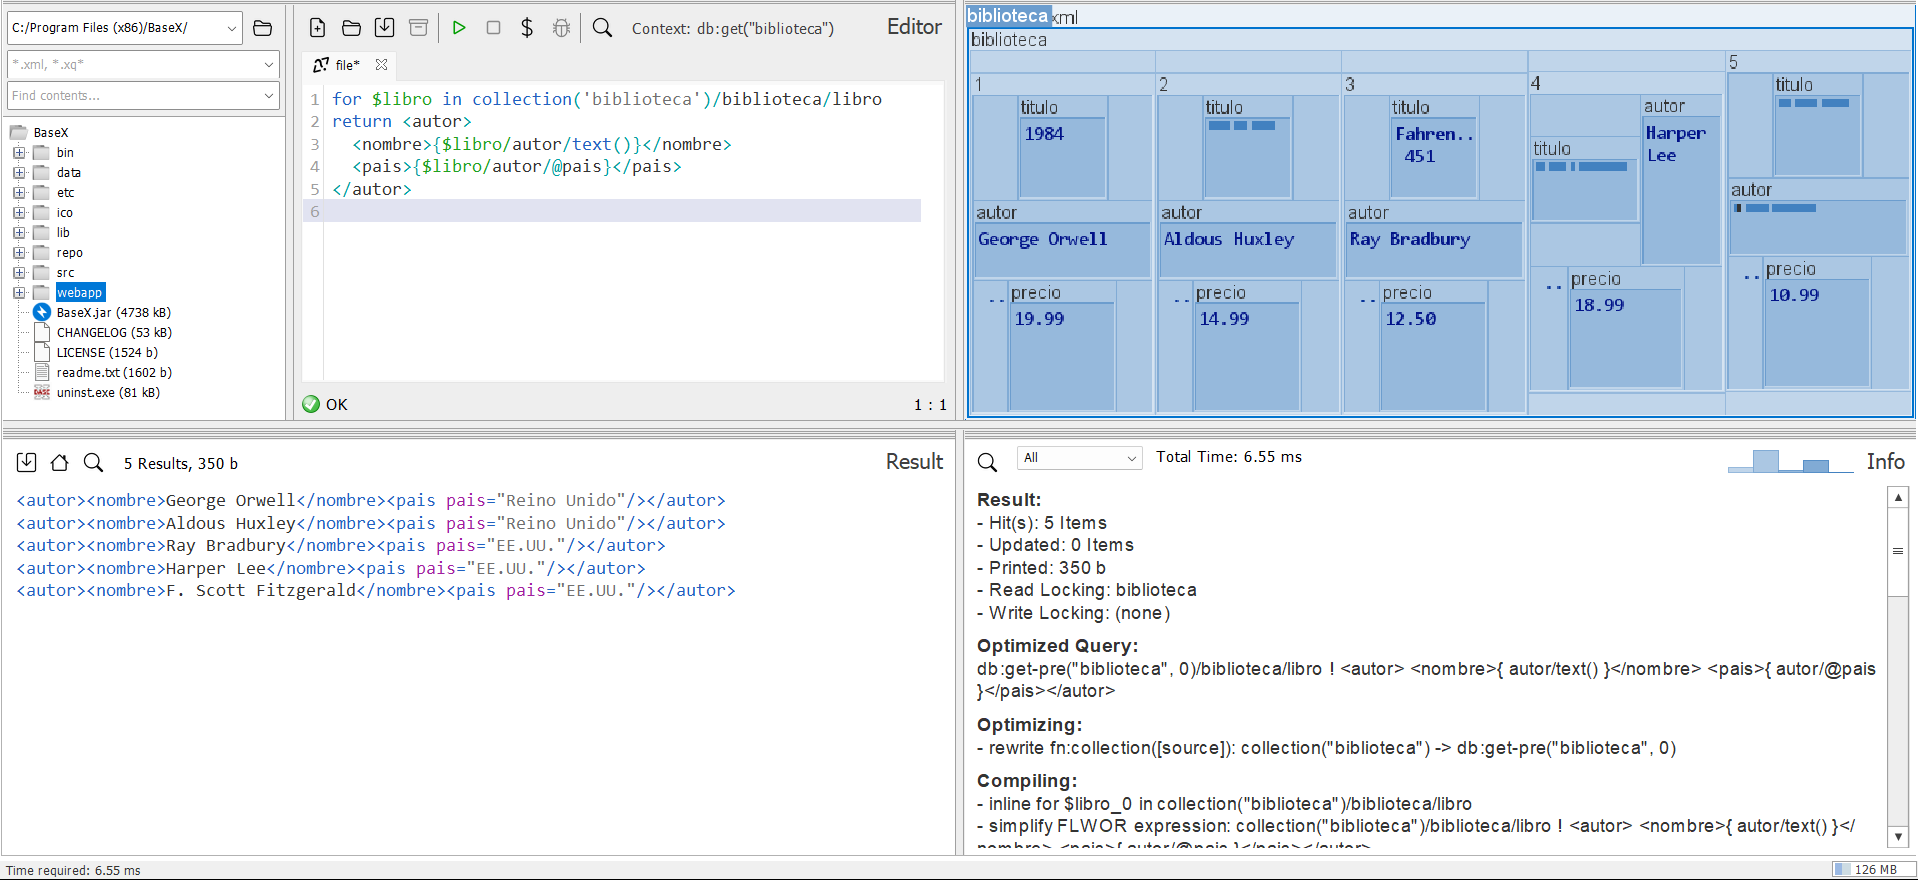 C:/Program Files (x86)/BaseX/
*.xml, *.xq*
Find contents...
BaseX
bin
data
etc
ico
lib
repo
src
webapp
BaseX.jar (4738 kB)
CHANGELOG (53 kB)
LICENSE (1524 b)
readme.txt (1602 b)
uninst.exe (81 kB)
Context: db:get("biblioteca")
Editor
file*
1 for $libro in collection('biblioteca')/biblioteca/libro
2 return <autor>
3   <nombre>{$libro/autor/text()}</nombre>
4   <pais>{$libro/autor/@pais}</pais>
5 </autor>
6
OK
1 : 1
biblioteca xml
biblioteca
1
titulo
1984
autor
George Orwell
.. precio
19.99
2
titulo
autor
Aldous Huxley
.. precio
14.99
3
titulo
Fahren..
451
autor
Ray Bradbury
.. precio
12.50
4
titulo
autor
Harper
Lee
.. precio
18.99
5
titulo
autor
.. precio
10.99
5 Results, 350 b
Result
<autor><nombre>George Orwell</nombre><pais pais="Reino Unido"/></autor>
<autor><nombre>Aldous Huxley</nombre><pais pais="Reino Unido"/></autor>
<autor><nombre>Ray Bradbury</nombre><pais pais="EE.UU."/></autor>
<autor><nombre>Harper Lee</nombre><pais pais="EE.UU."/></autor>
<autor><nombre>F. Scott Fitzgerald</nombre><pais pais="EE.UU."/></autor>
All
Total Time: 6.55 ms
Info
Result:
- Hit(s): 5 Items
- Updated: 0 Items
- Printed: 350 b
- Read Locking: biblioteca
- Write Locking: (none)
Optimized Query:
db:get-pre("biblioteca", 0)/biblioteca/libro ! <autor> <nombre>{ autor/text() }</nombre> <pais>{ autor/@pais
}</pais></autor>
Optimizing:
- rewrite fn:collection([source]): collection("biblioteca") -> db:get-pre("biblioteca", 0)
Compiling:
- inline for $libro_0 in collection("biblioteca")/biblioteca/libro
- simplify FLWOR expression: collection("biblioteca")/biblioteca/libro ! <autor> <nombre>{ autor/text() }</
nombre> <pais>{ autor/@pais }</pais></autor>
Time required: 6.55 ms
126 MB